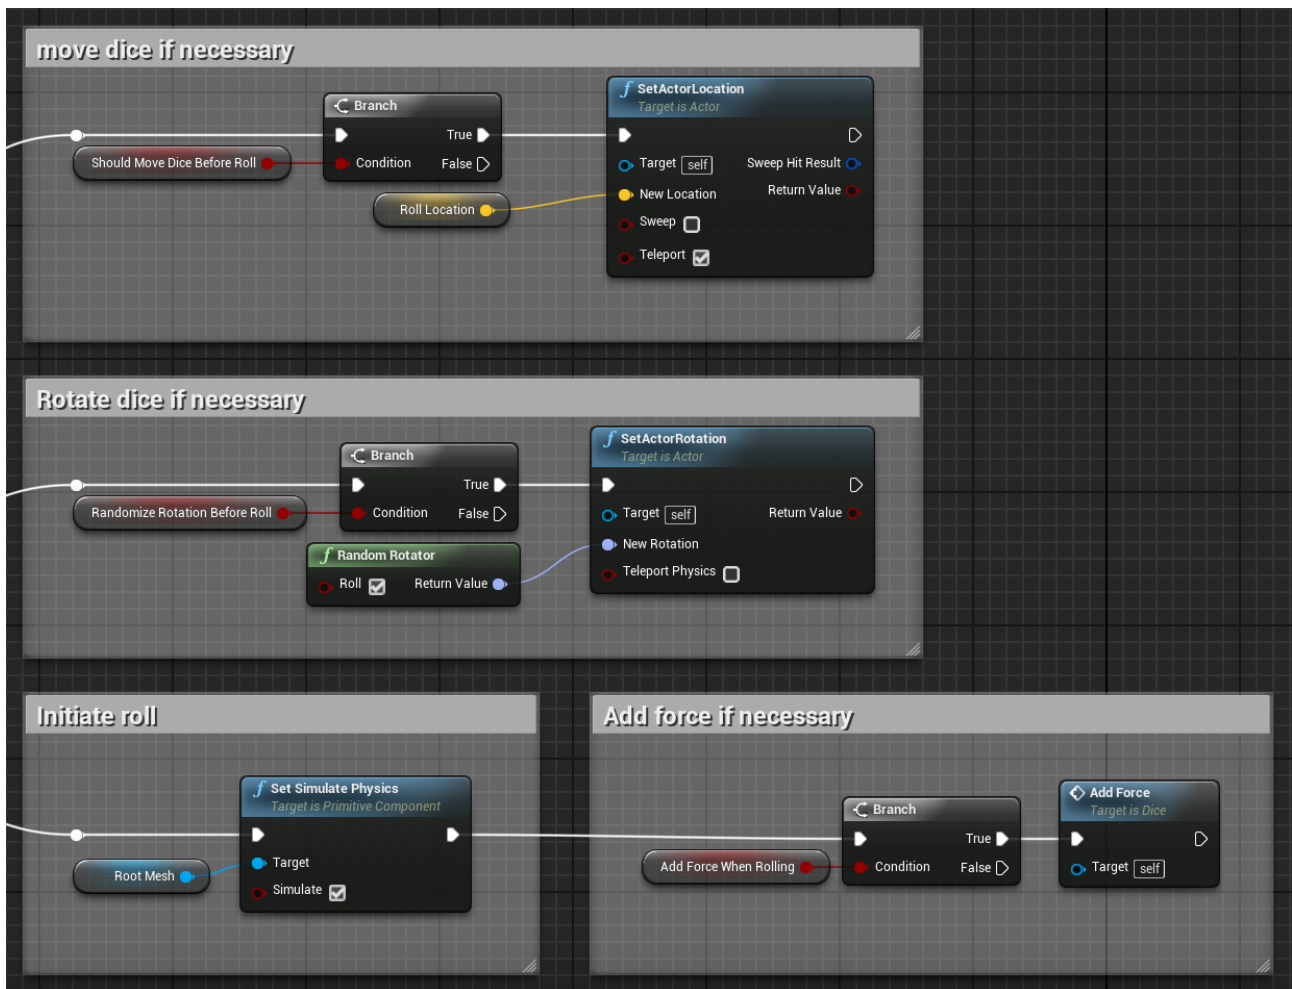 move dice if necessary
Branch
True
Should Move Dice Before Roll
Condition
False
Roll Location
SetActorLocation
Target is Actor
Target self
Sweep Hit Result
New Location
Return Value
Sweep
Teleport
Rotate dice if necessary
Branch
True
Randomize Rotation Before Roll
Condition
False
Random Rotator
Roll
Return Value
SetActorRotation
Target is Actor
Target self
Return Value
New Rotation
Teleport Physics
Initiate roll
Set Simulate Physics
Target is Primitive Component
Root Mesh
Target
Simulate
Add force if necessary
Branch
True
Add Force When Rolling
Condition
False
Add Force
Target is Dice
Target self